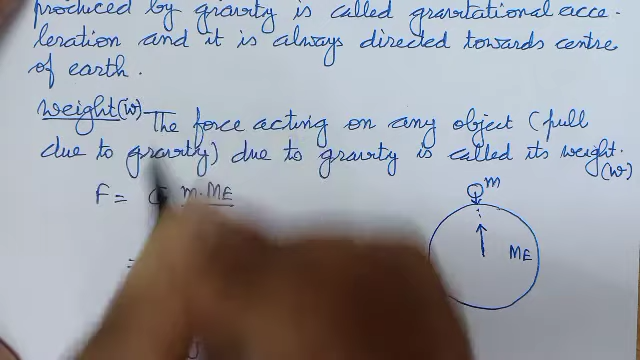 produced by gravity is called gravitational acce-
leration and it is always directed towards centre
of earth.
Weight(w) - The force acting on any object (pull
due to gravity) due to gravity is called its weight.
(w)
F = G m.ME
m
ME
=